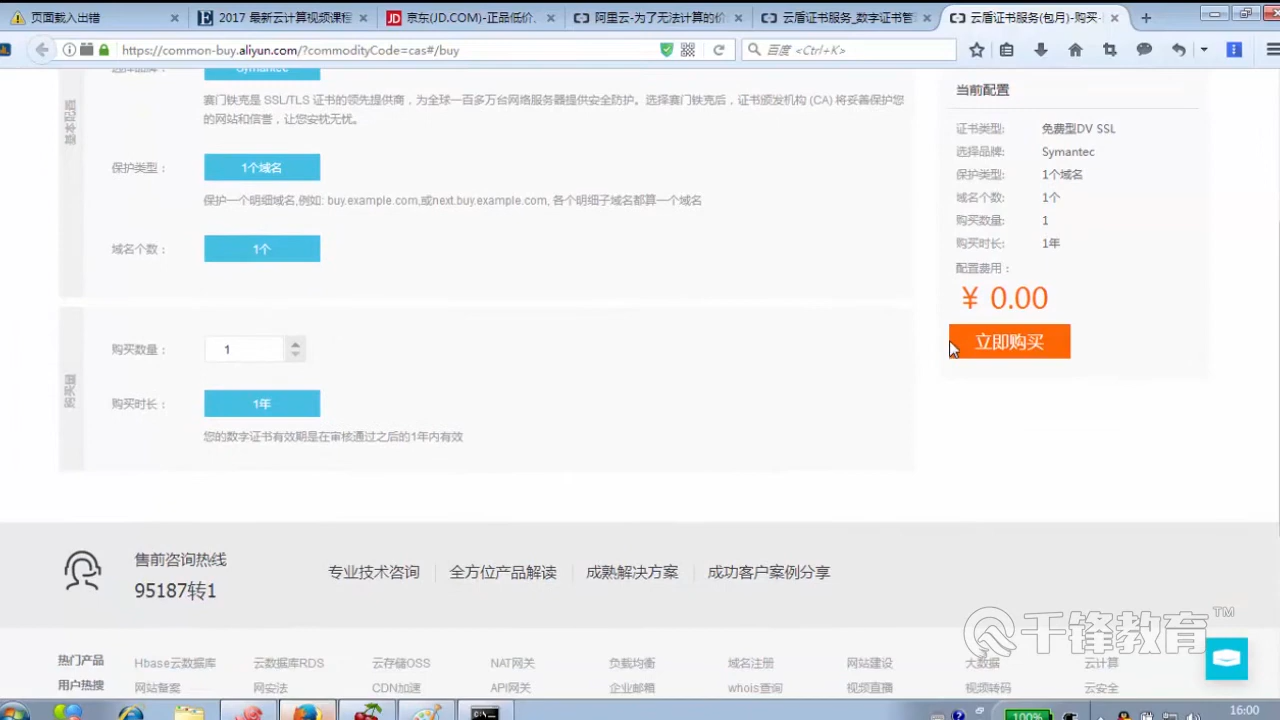 页面载入出错
2017 最新云计算视频课程
京东(JD.COM)-正品低价、
阿里云-为了无法计算的价
云盾证书服务_数字证书管
云盾证书服务(包月)-购买-
https://common-buy.aliyun.com/?commodityCode=cas#/buy
百度 <Ctrl+K>
Symantec
赛门铁克是 SSL/TLS 证书的领先提供商，为全球一百多万台网络服务器提供安全防护。选择赛门铁克后，证书颁发机构 (CA) 将妥善保护您
的网站和信誉，让您安枕无忧。
保护类型：
1个域名
保护一个明细域名,例如: buy.example.com,或next.buy.example.com, 各个明细子域名都算一个域名
域名个数：
1个
购买数量：
1
购买时长：
1年
您的数字证书有效期是在审核通过之后的1年内有效
当前配置
证书类型: 免费型DV SSL
选择品牌: Symantec
保护类型: 1个域名
域名个数: 1个
购买数量: 1
购买时长: 1年
配置费用：
¥ 0.00
立即购买
售前咨询热线
95187转1
专业技术咨询
全方位产品解读
成熟解决方案
成功客户案例分享
千锋教育TM
热门产品 Hbase云数据库 云数据库RDS 云存储OSS NAT网关 负载均衡 域名注册 网站建设 大数据 云计算
用户热搜 网站备案 网安法 CDN加速 API网关 企业邮箱 whois查询 视频直播 视频转码 云安全
100%
16:00